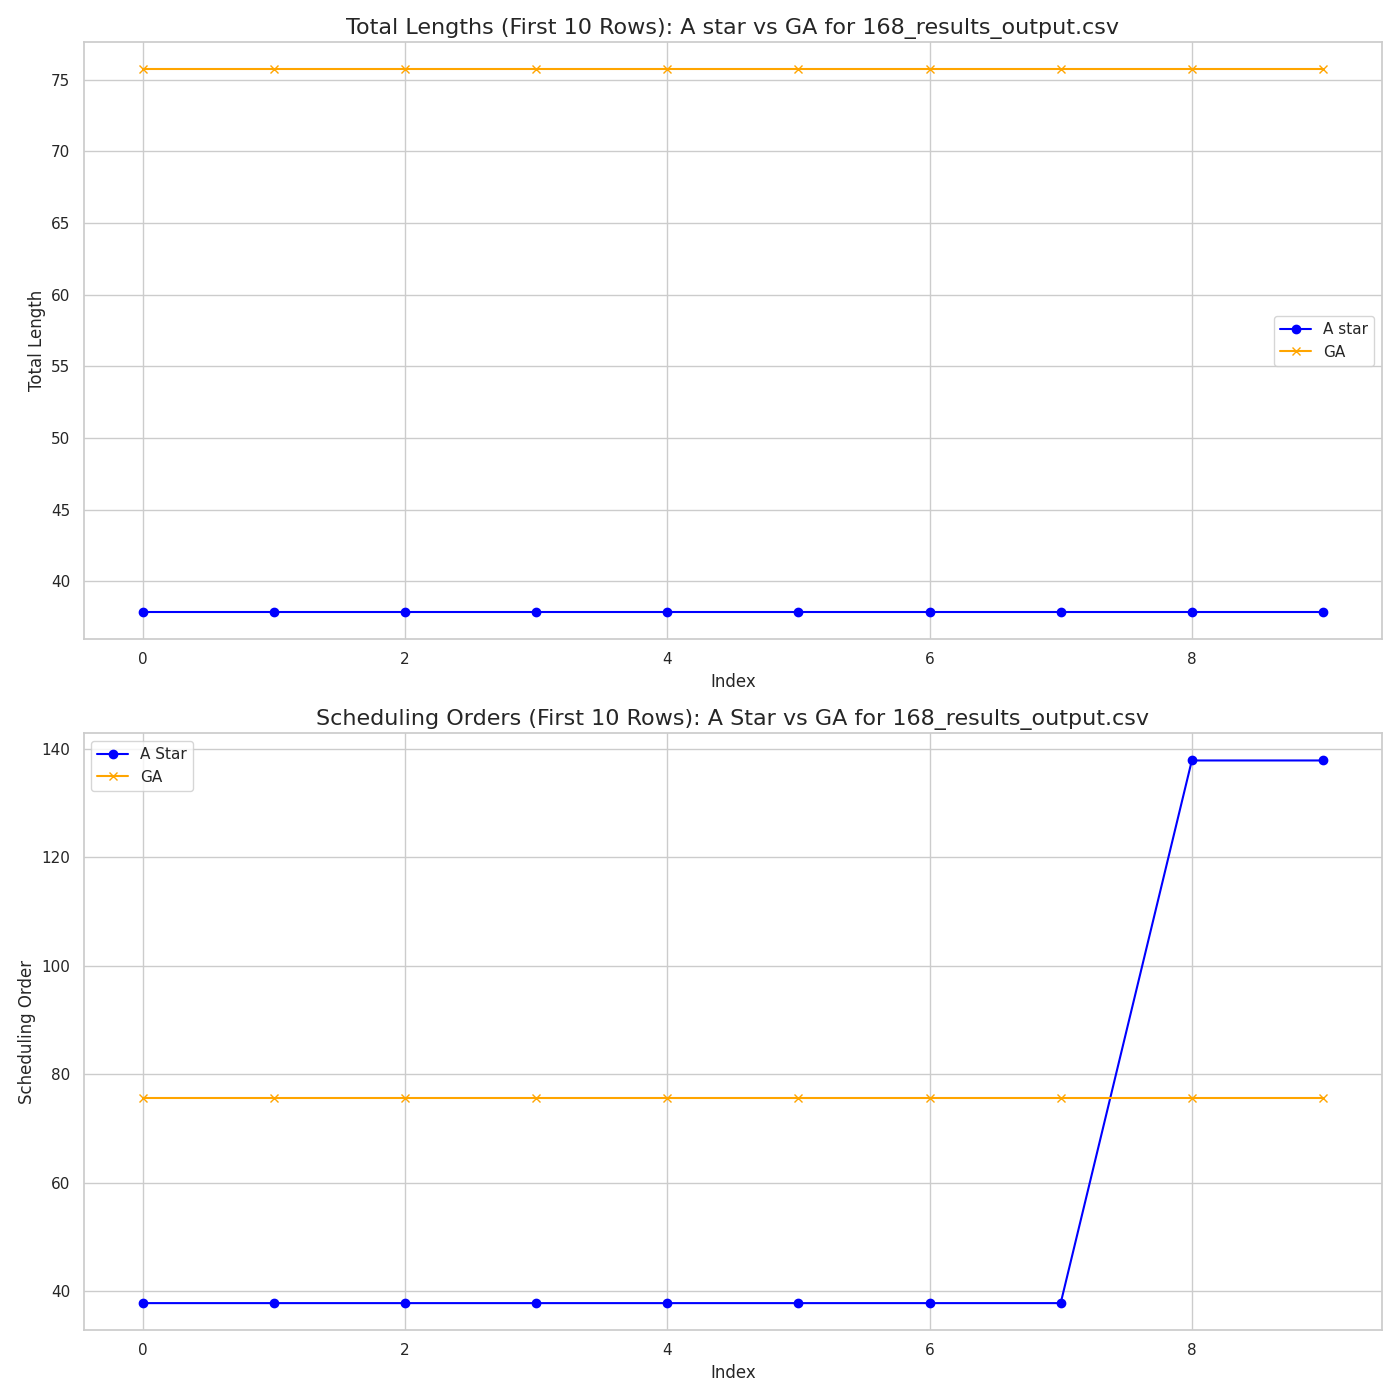 Total Lengths (First 10 Rows): A star vs GA for 168_results_output.csv
75
70
65
60
55
50
45
40
Total Length
A star
GA
0 2 4 6 8
Index
Scheduling Orders (First 10 Rows): A Star vs GA for 168_results_output.csv
A Star
GA
140
120
100
80
60
40
Scheduling Order
0 2 4 6 8
Index